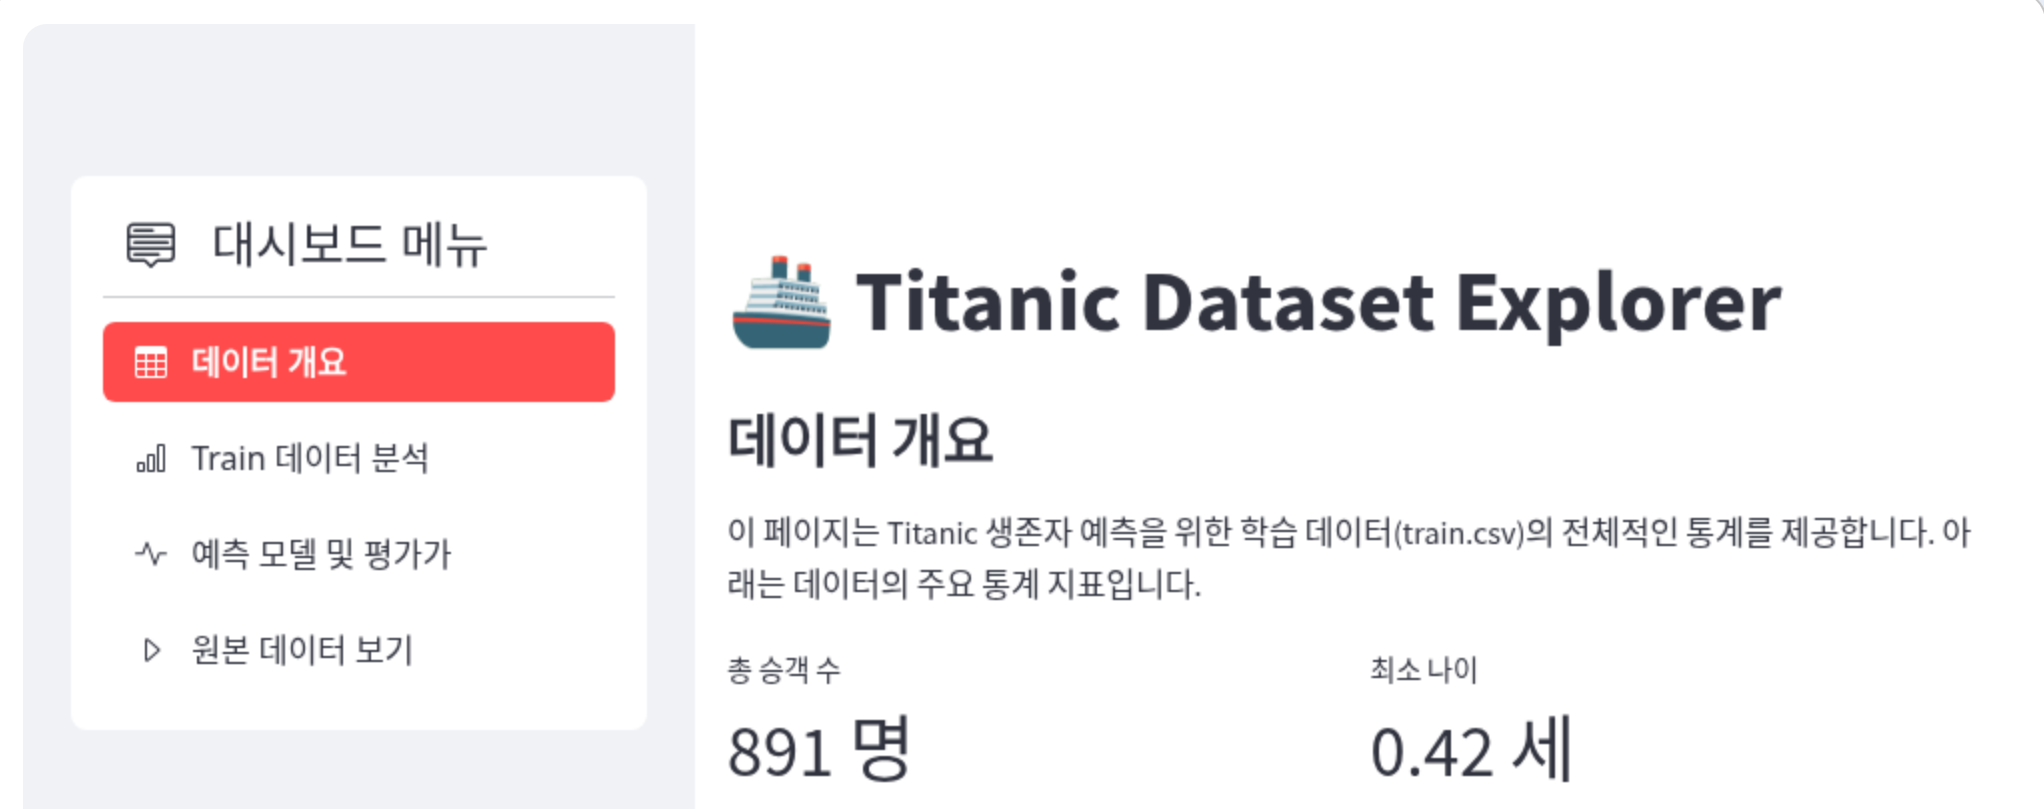 대시보드 메뉴
데이터 개요
Train 데이터 분석
예측 모델 및 평가가
원본 데이터 보기
Titanic Dataset Explorer
데이터 개요
이 페이지는 Titanic 생존자 예측을 위한 학습 데이터(train.csv)의 전체적인 통계를 제공합니다. 아
래는 데이터의 주요 통계 지표입니다.
총 승객 수
891 명
최소 나이
0.42 세